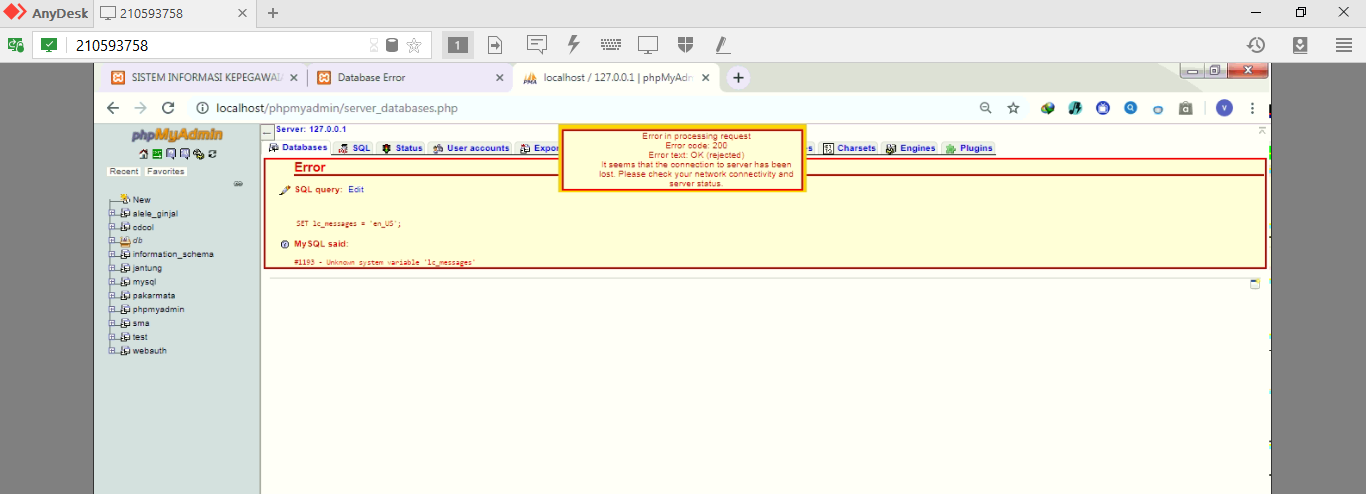 AnyDesk
210593758
210593758
1
SISTEM INFORMASI KEPEGAWAI
Database Error
localhost / 127.0.0.1 | phpMyAdm
localhost/phpmyadmin/server_databases.php
V
phpMyAdmin
Recent Favorites
New
alele_ginjal
cdcol
db
information_schema
jantung
mysql
pakarmata
phpmyadmin
sma
test
webauth
Server: 127.0.0.1
Databases SQL Status User accounts Expor s Charsets Engines Plugins
Error in processing request
Error code: 200
Error text: OK (rejected)
It seems that the connection to server has been
lost. Please check your network connectivity and
server status.
Error
SQL query: Edit
SET lc_messages = 'en_US';
MySQL said:
#1193 - Unknown system variable 'lc_messages'